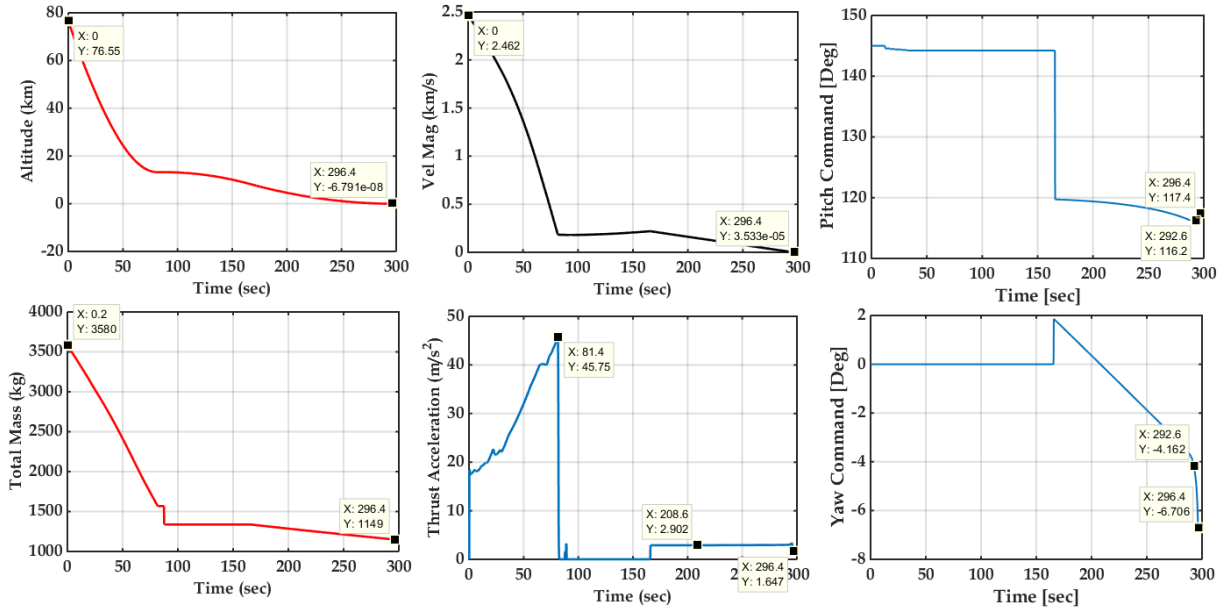 80
60
40
20
0
-20
Altitude (km)
X: 0
Y: 76.55
X: 296.4
Y: -6.791e-08
0 50 100 150 200 250 300
Time (sec)
2.5
2
1.5
1
0.5
0
Vel Mag (km/s)
X: 0
Y: 2.462
X: 296.4
Y: 3.533e-05
0 50 100 150 200 250 300
Time (sec)
150
140
130
120
110
Pitch Command [Deg]
X: 296.4
Y: 117.4
X: 292.6
Y: 116.2
0 50 100 150 200 250 300
Time [sec]
4000
3500
3000
2500
2000
1500
1000
Total Mass (kg)
X: 0.2
Y: 3580
X: 296.4
Y: 1149
0 50 100 150 200 250 300
Time (sec)
50
40
30
20
10
0
Thrust Acceleration (m/s²)
X: 81.4
Y: 45.75
X: 208.6
Y: 2.902
X: 296.4
Y: 1.647
0 50 100 150 200 250 300
Time (sec)
2
0
-2
-4
-6
-8
Yaw Command [Deg]
X: 292.6
Y: -4.162
X: 296.4
Y: -6.706
0 50 100 150 200 250 300
Time [sec]